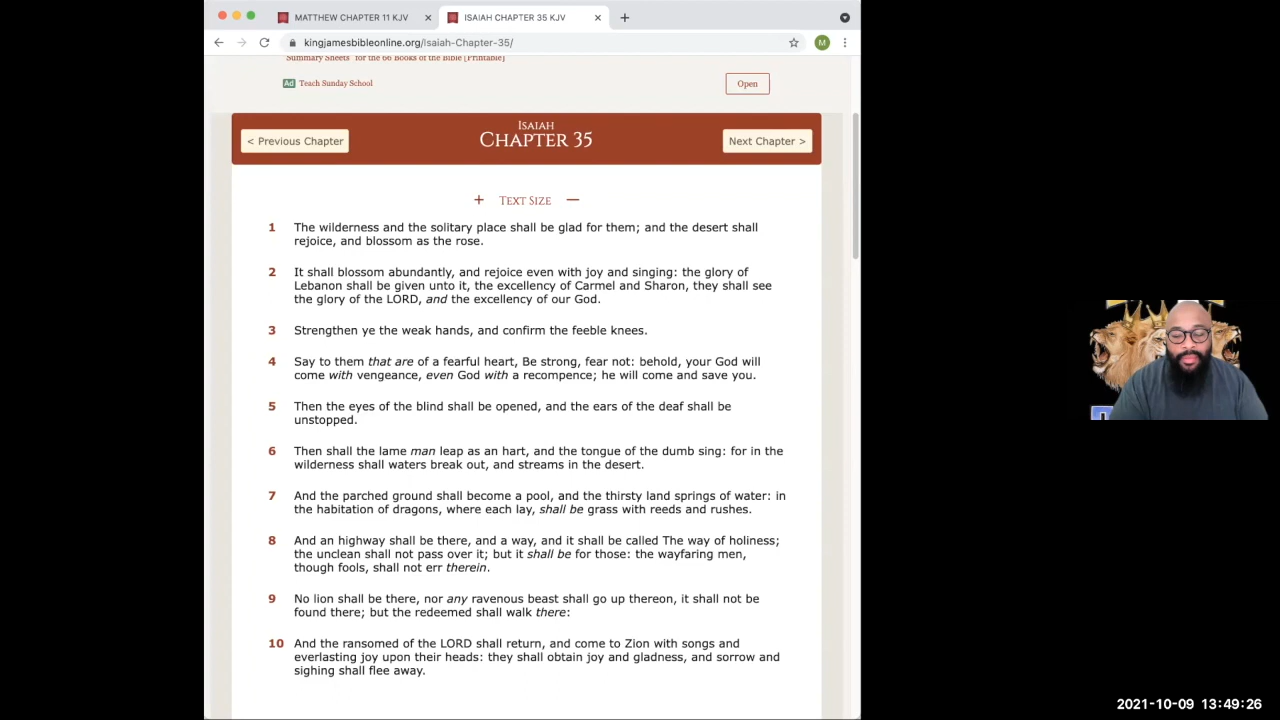 MATTHEW CHAPTER 11 KJV
ISAIAH CHAPTER 35 KJV
kingjamesbibleonline.org/Isaiah-Chapter-35/
M
Summary Sheets" for the 66 Books of the Bible [Printable]
Ad Teach Sunday School
Open
ISAIAH
< Previous Chapter
CHAPTER 35
Next Chapter >
+ TEXT SIZE —
1 The wilderness and the solitary place shall be glad for them; and the desert shall
rejoice, and blossom as the rose.
2 It shall blossom abundantly, and rejoice even with joy and singing: the glory of
Lebanon shall be given unto it, the excellency of Carmel and Sharon, they shall see
the glory of the LORD, and the excellency of our God.
3 Strengthen ye the weak hands, and confirm the feeble knees.
4 Say to them that are of a fearful heart, Be strong, fear not: behold, your God will
come with vengeance, even God with a recompence; he will come and save you.
5 Then the eyes of the blind shall be opened, and the ears of the deaf shall be
unstopped.
6 Then shall the lame man leap as an hart, and the tongue of the dumb sing: for in the
wilderness shall waters break out, and streams in the desert.
7 And the parched ground shall become a pool, and the thirsty land springs of water: in
the habitation of dragons, where each lay, shall be grass with reeds and rushes.
8 And an highway shall be there, and a way, and it shall be called The way of holiness;
the unclean shall not pass over it; but it shall be for those: the wayfaring men,
though fools, shall not err therein.
9 No lion shall be there, nor any ravenous beast shall go up thereon, it shall not be
found there; but the redeemed shall walk there:
10 And the ransomed of the LORD shall return, and come to Zion with songs and
everlasting joy upon their heads: they shall obtain joy and gladness, and sorrow and
sighing shall flee away.
2021-10-09 13:49:26